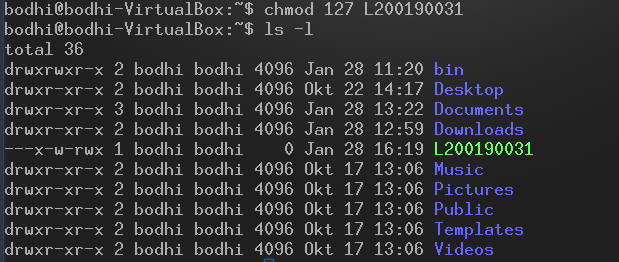 bodhi@bodhi-VirtualBox:~$ chmod 127 L200190031
bodhi@bodhi-VirtualBox:~$ ls -l
total 36
drwxrwxr-x 2 bodhi bodhi 4096 Jan 28 11:20 bin
drwxr-xr-x 2 bodhi bodhi 4096 Okt 22 14:17 Desktop
drwxr-xr-x 3 bodhi bodhi 4096 Jan 28 13:22 Documents
drwxr-xr-x 2 bodhi bodhi 4096 Jan 28 12:59 Downloads
---x-w-rwx 1 bodhi bodhi    0 Jan 28 16:19 L200190031
drwxr-xr-x 2 bodhi bodhi 4096 Okt 17 13:06 Music
drwxr-xr-x 2 bodhi bodhi 4096 Okt 17 13:06 Pictures
drwxr-xr-x 2 bodhi bodhi 4096 Okt 17 13:06 Public
drwxr-xr-x 2 bodhi bodhi 4096 Okt 17 13:06 Templates
drwxr-xr-x 2 bodhi bodhi 4096 Okt 17 13:06 Videos